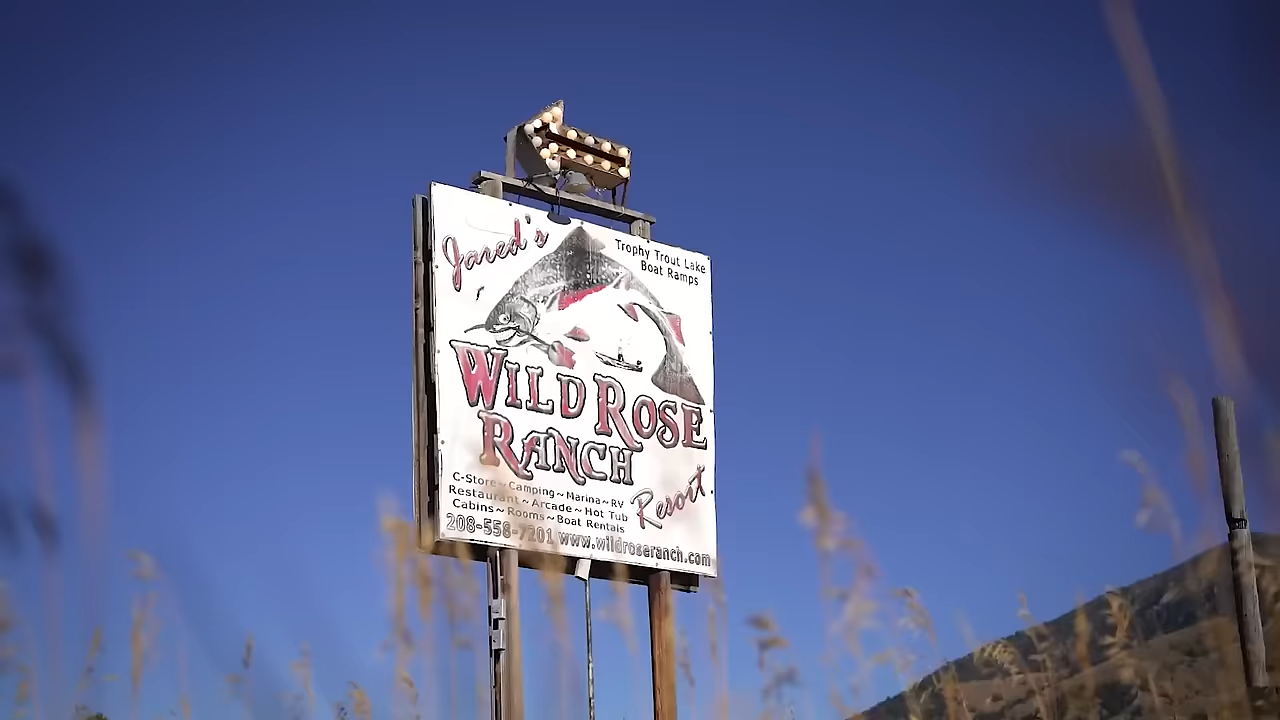 Jared's
Trophy Trout Lake
Boat Ramps
WILD ROSE
RANCH
Resort
C-Store~Camping~Marina~RV
Restaurant~Arcade~Hot Tub
Cabins~Rooms~Boat Rentals
208-558-7201 www.wildroseranch.com